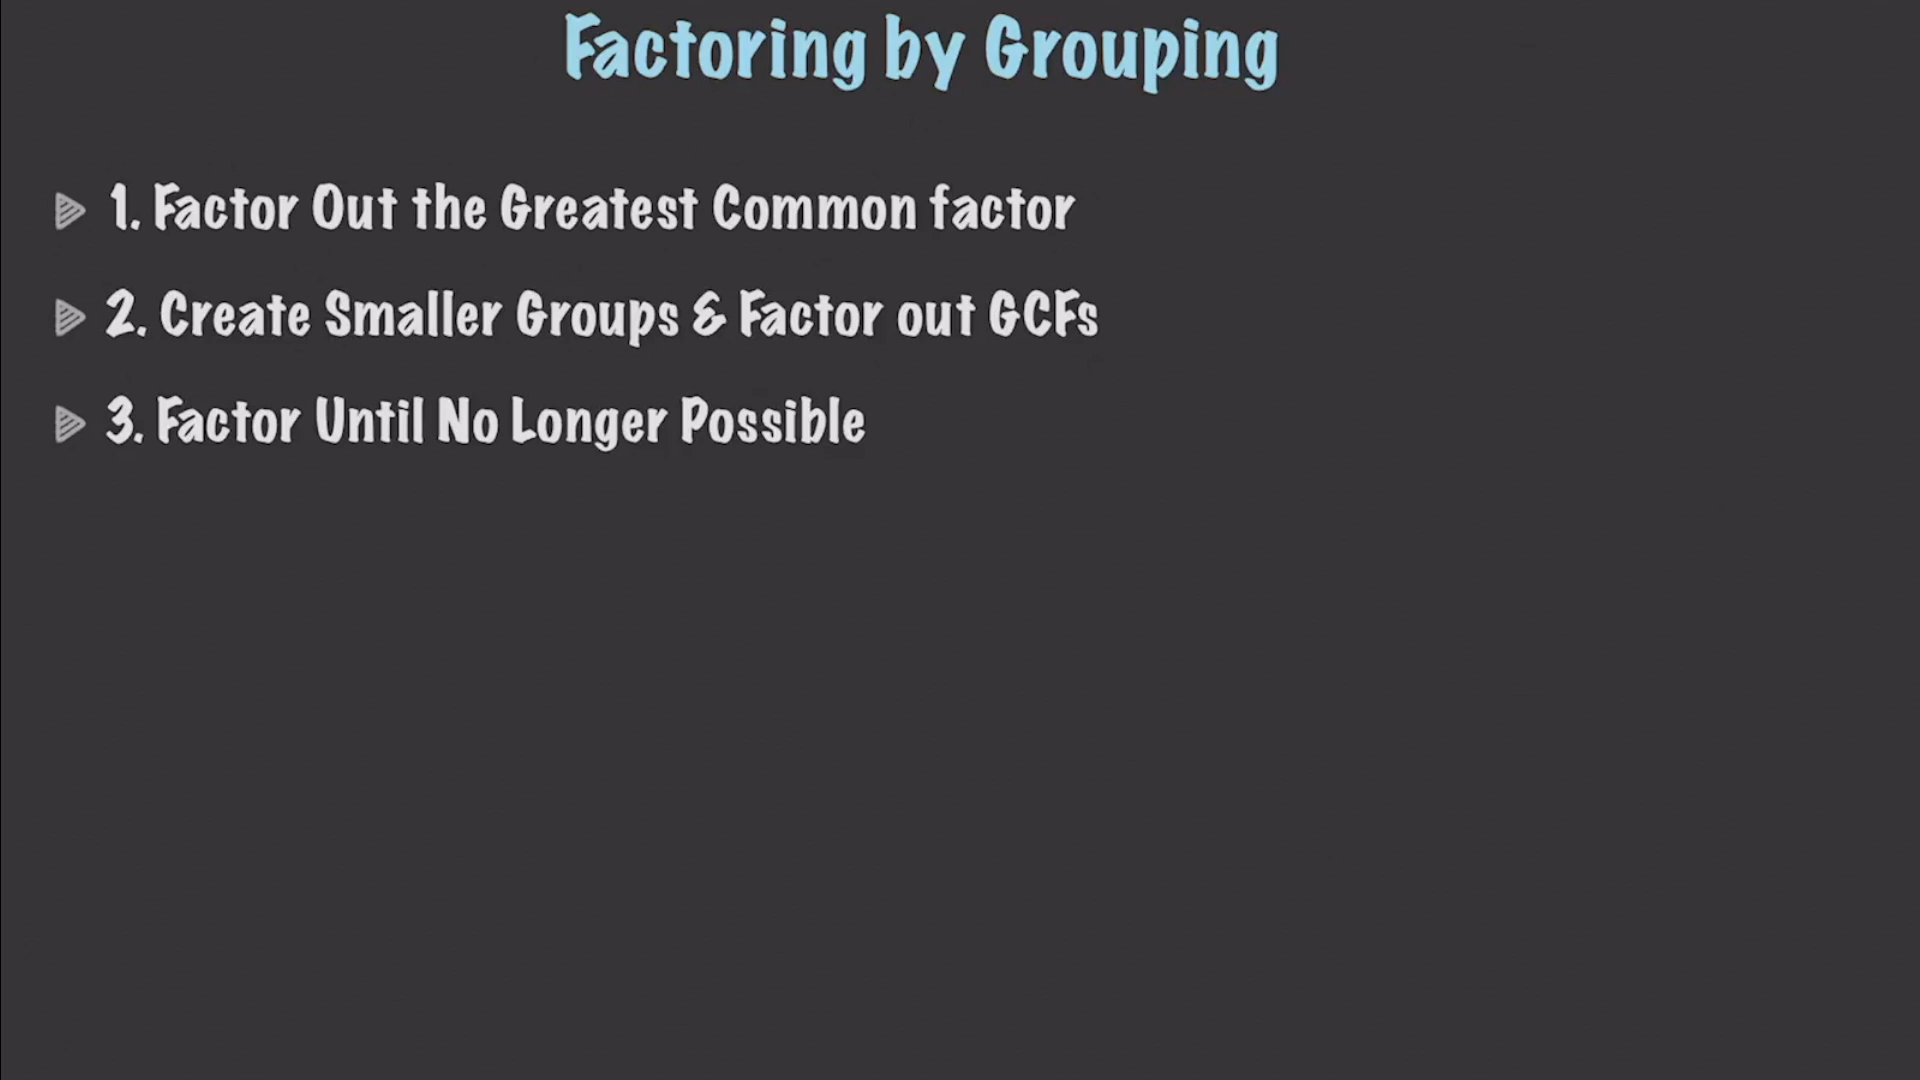 Factoring by Grouping
1. Factor Out the Greatest Common factor
2. Create Smaller Groups & Factor out GCFs
3. Factor Until No Longer Possible